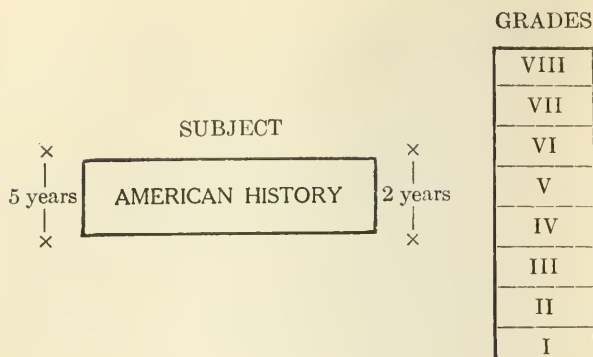 GRADES
VIII
VII
VI
V
IV
III
II
I
SUBJECT
× ×
5 years AMERICAN HISTORY 2 years
× ×